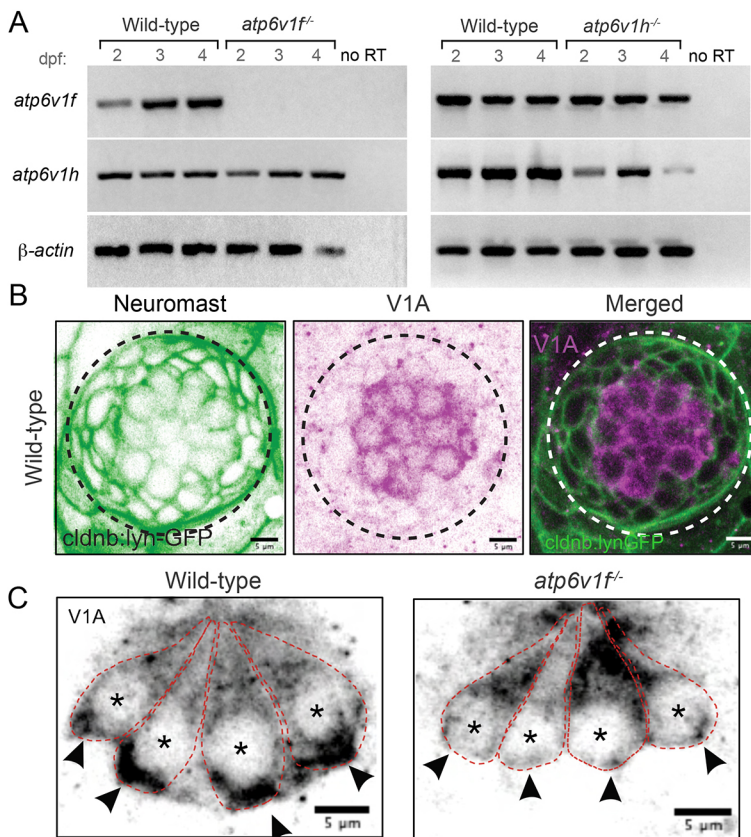 A
Wild-type atp6v1f-/- Wild-type atp6v1h-/-
dpf: 2 3 4 2 3 4 no RT 2 3 4 2 3 4 no RT
atp6v1f
atp6v1h
β-actin
B
Neuromast V1A Merged
Wild-type
V1A
cldnb:lyn-GFP 5 µm 5 µm cldnb:lynGFP 5 µm
C
Wild-type atp6v1f-/-
V1A
* * * * * * * *
5 µm 5 µm